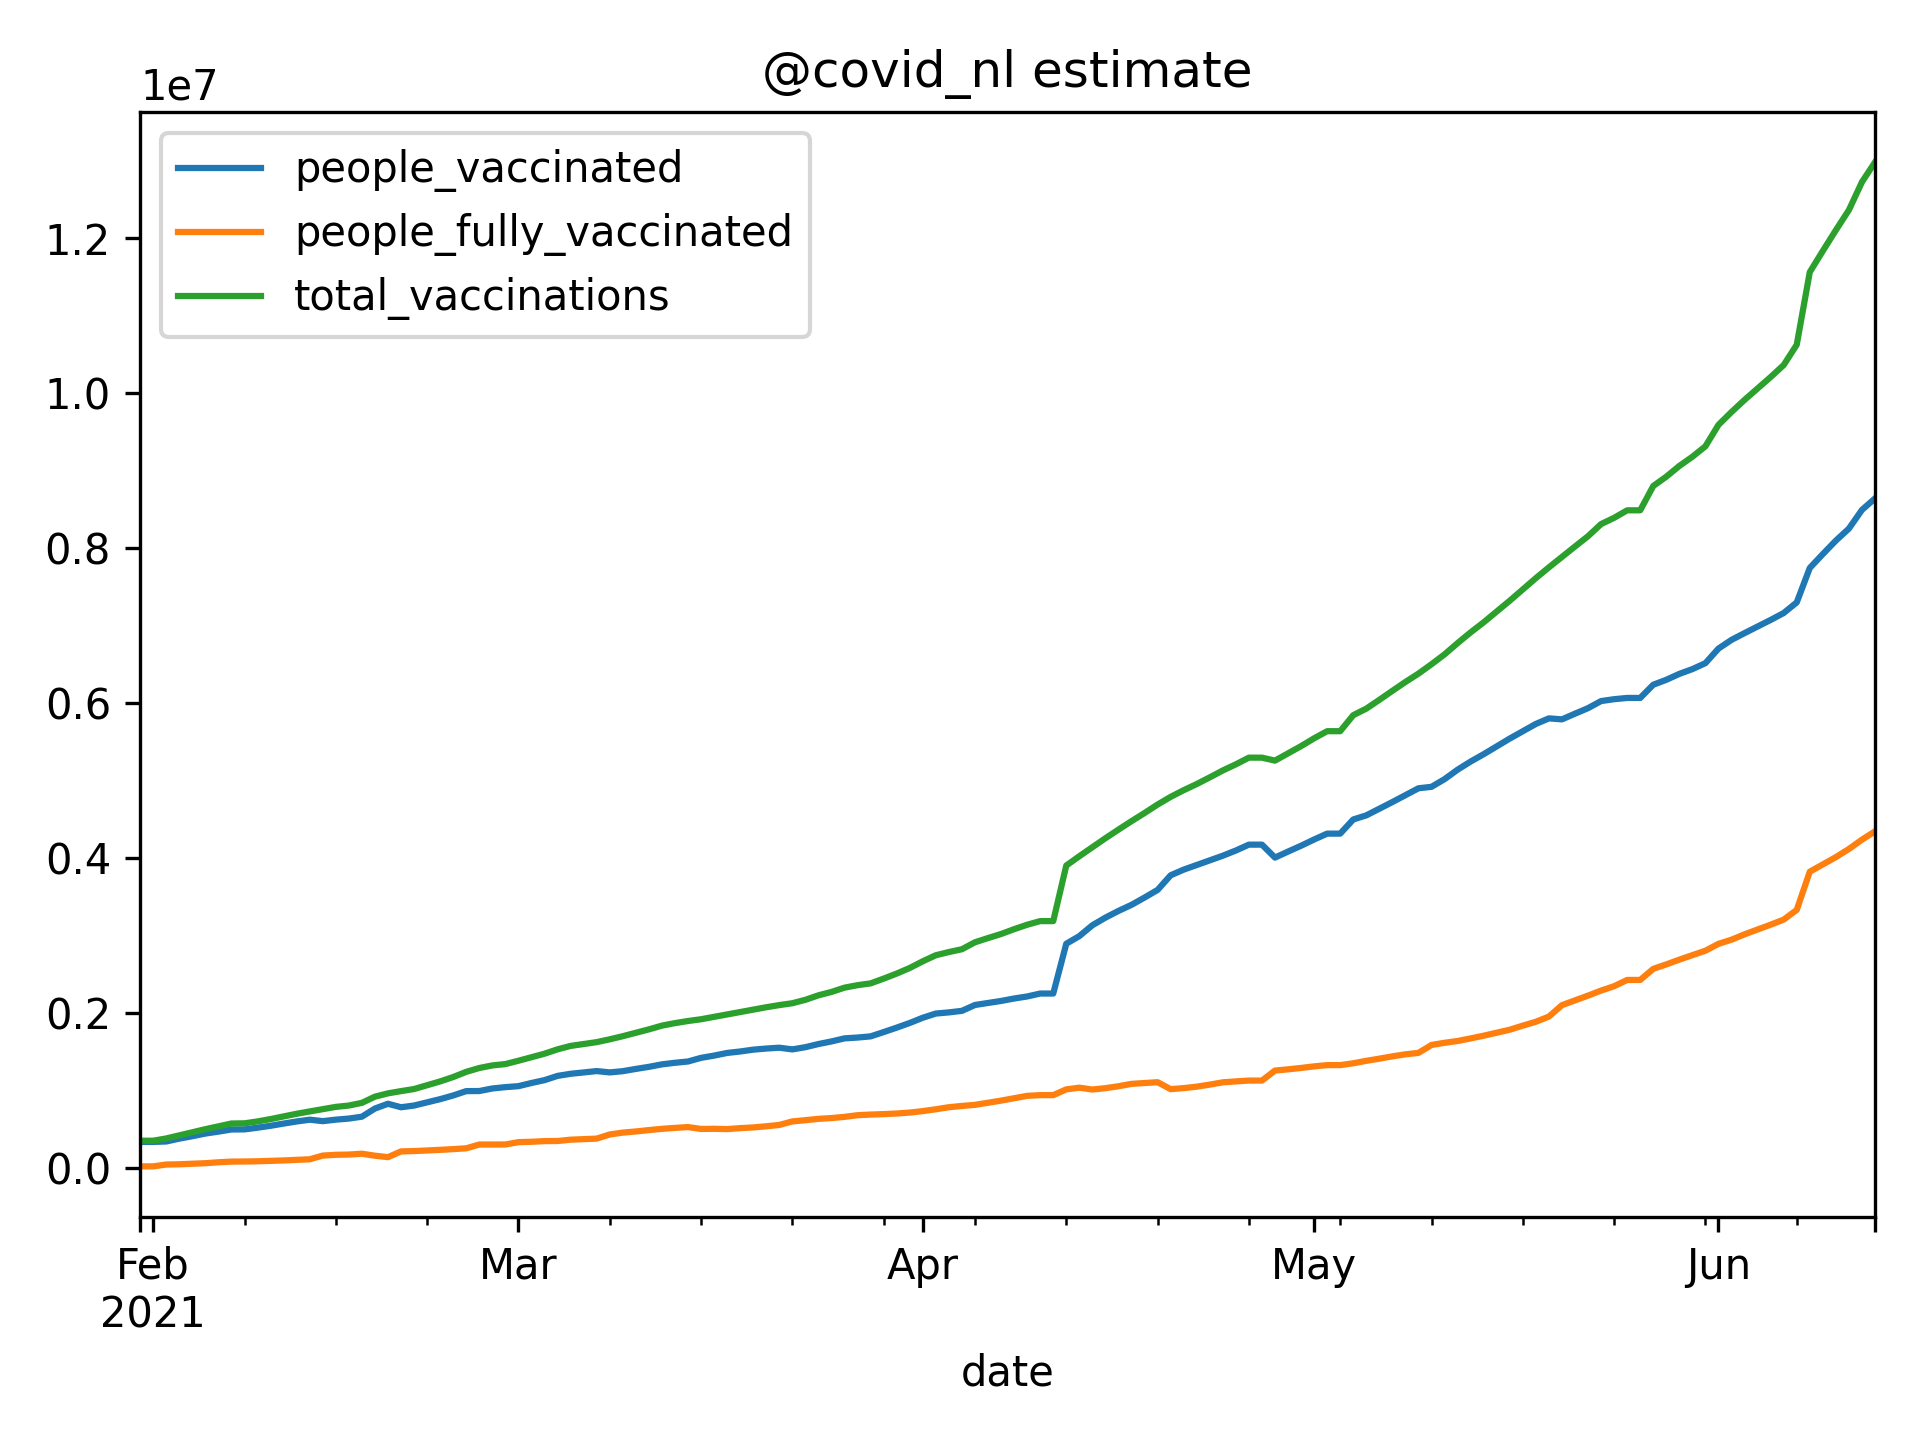 @covid_nl estimate
1e7
people_vaccinated
people_fully_vaccinated
total_vaccinations
1.2
1.0
0.8
0.6
0.4
0.2
0.0
Feb Mar Apr May Jun
2021
date